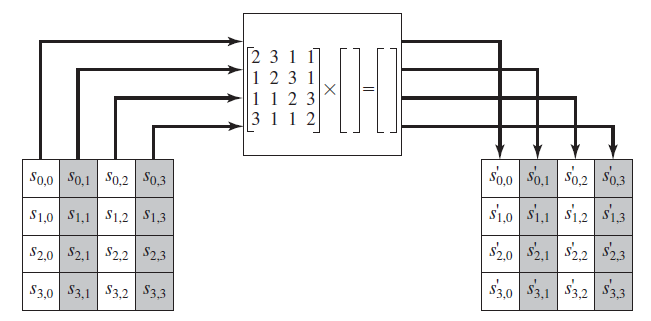 2 3 1 1
1 2 3 1
1 1 2 3
3 1 1 2
× =
s0,0 s0,1 s0,2 s0,3
s1,0 s1,1 s1,2 s1,3
s2,0 s2,1 s2,2 s2,3
s3,0 s3,1 s3,2 s3,3
s'0,0 s'0,1 s'0,2 s'0,3
s'1,0 s'1,1 s'1,2 s'1,3
s'2,0 s'2,1 s'2,2 s'2,3
s'3,0 s'3,1 s'3,2 s'3,3